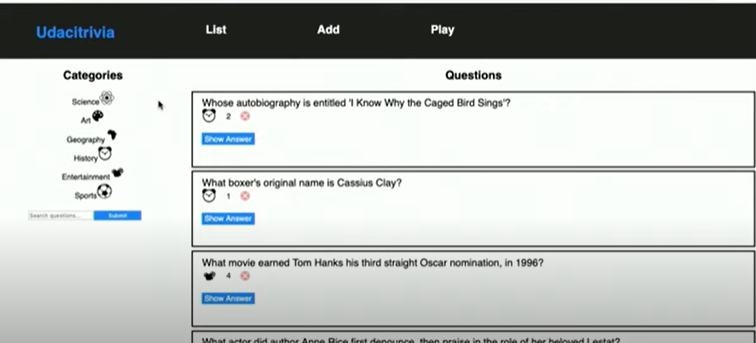 Udacitrivia
List
Add
Play
Categories
Science
Art
Geography
History
Entertainment
Sports
Search questions...
Submit
Questions
Whose autobiography is entitled 'I Know Why the Caged Bird Sings'?
2
Show Answer
What boxer's original name is Cassius Clay?
1
Show Answer
What movie earned Tom Hanks his third straight Oscar nomination, in 1996?
4
Show Answer
What actor did author Anne Rice first denounce, then praise in the role of her beloved Lestat?